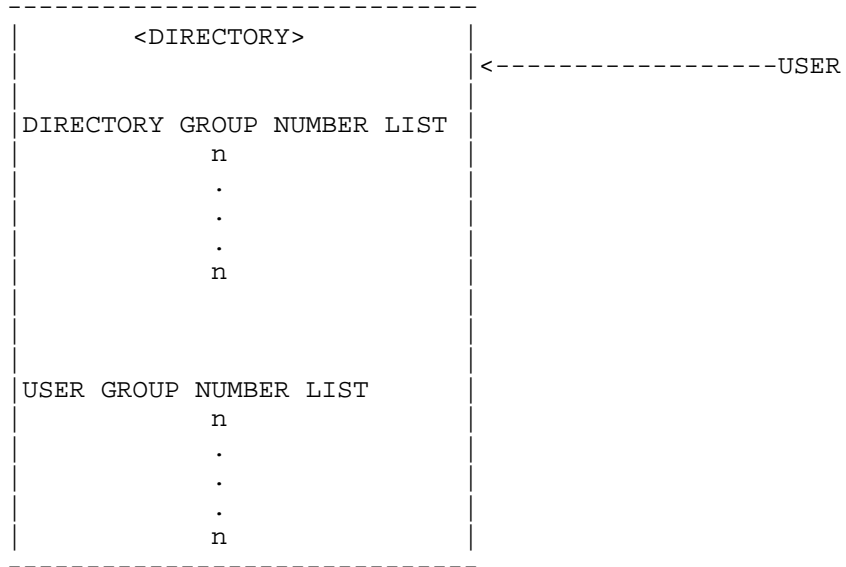 <DIRECTORY>
<------------------USER
DIRECTORY GROUP NUMBER LIST
n
.
.
.
n
USER GROUP NUMBER LIST
n
.
.
.
n